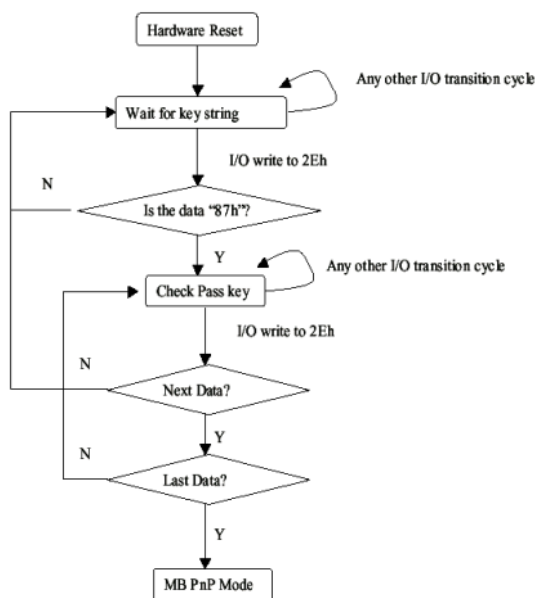 Hardware Reset
Any other I/O transition cycle
Wait for key string
I/O write to 2Eh
N
Is the data “87h”?
Y
Any other I/O transition cycle
Check Pass key
I/O write to 2Eh
N
Next Data?
Y
N
Last Data?
Y
MB PnP Mode